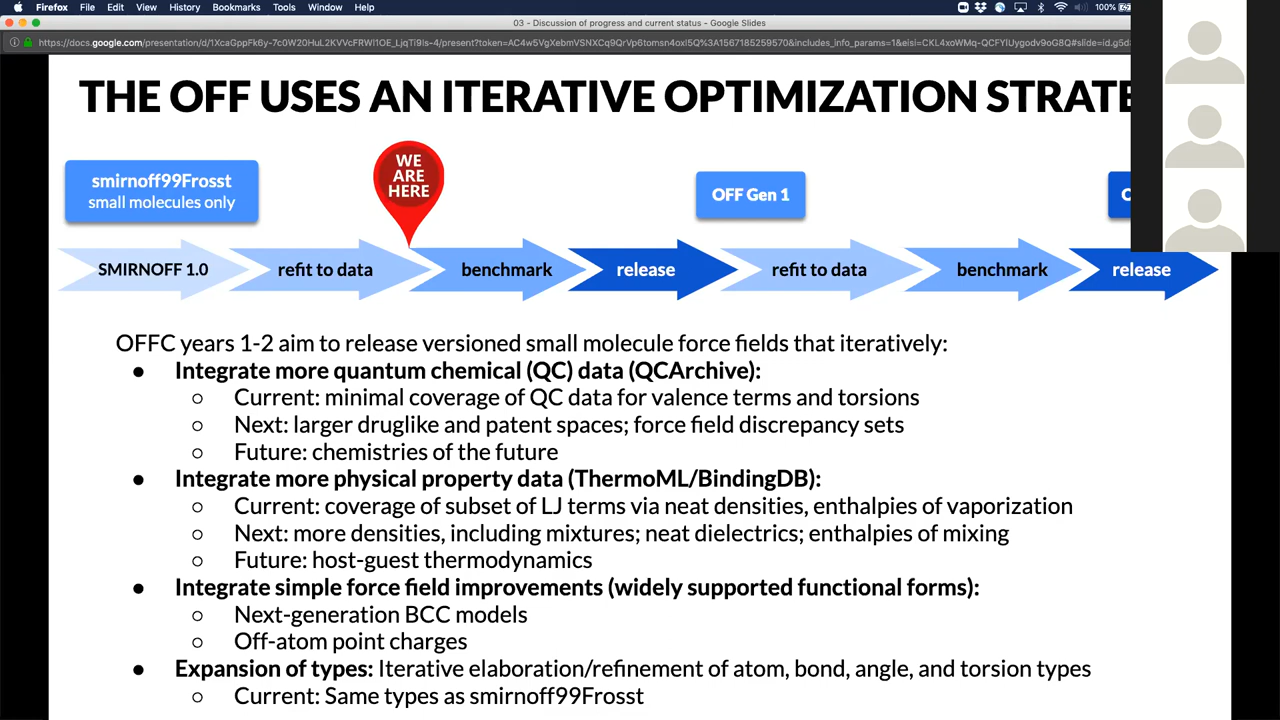 Firefox File Edit View History Bookmarks Tools Window Help 100%
03 - Discussion of progress and current status - Google Slides
THE OFF USES AN ITERATIVE OPTIMIZATION STRATE
WE
ARE
HERE
smirnoff99Frosst
small molecules only
OFF Gen 1
SMIRNOFF 1.0 refit to data benchmark release refit to data benchmark release
OFFC years 1-2 aim to release versioned small molecule force fields that iteratively:
● Integrate more quantum chemical (QC) data (QCArchive):
○ Current: minimal coverage of QC data for valence terms and torsions
○ Next: larger druglike and patent spaces; force field discrepancy sets
○ Future: chemistries of the future
● Integrate more physical property data (ThermoML/BindingDB):
○ Current: coverage of subset of LJ terms via neat densities, enthalpies of vaporization
○ Next: more densities, including mixtures; neat dielectrics; enthalpies of mixing
○ Future: host-guest thermodynamics
● Integrate simple force field improvements (widely supported functional forms):
○ Next-generation BCC models
○ Off-atom point charges
● Expansion of types: Iterative elaboration/refinement of atom, bond, angle, and torsion types
○ Current: Same types as smirnoff99Frosst